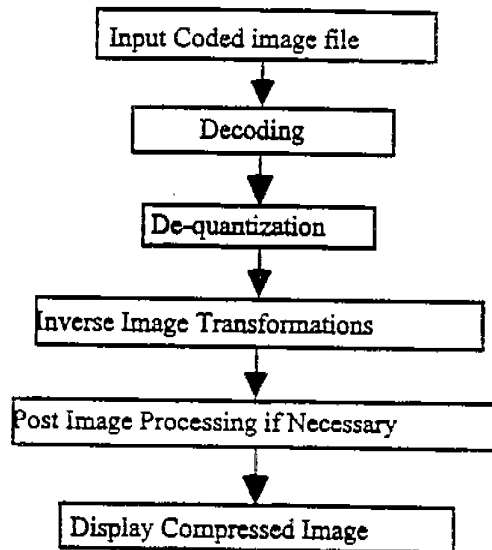 Input Coded image file
Decoding
De-quantization
Inverse Image Transformations
Post Image Processing if Necessary
Display Compressed Image